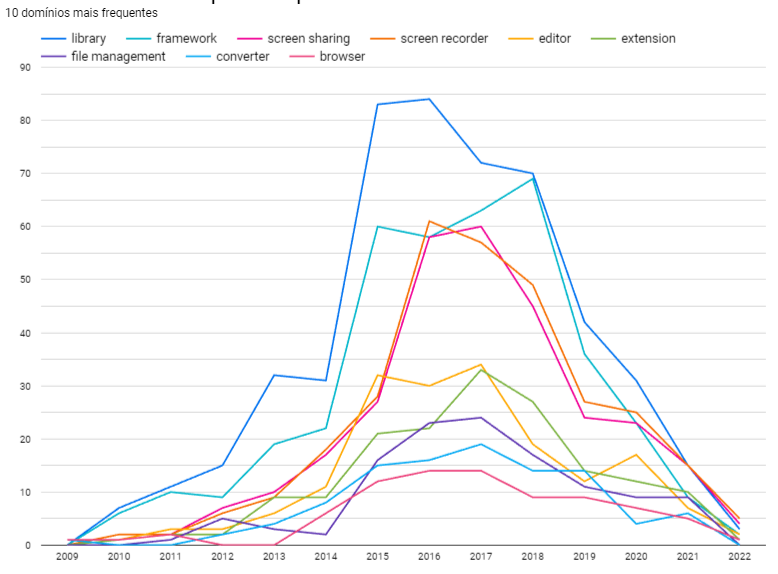 10 domínios mais frequentes
library framework screen sharing screen recorder editor extension
file management converter browser
90
80
70
60
50
40
30
20
10
0
2009 2010 2011 2012 2013 2014 2015 2016 2017 2018 2019 2020 2021 2022